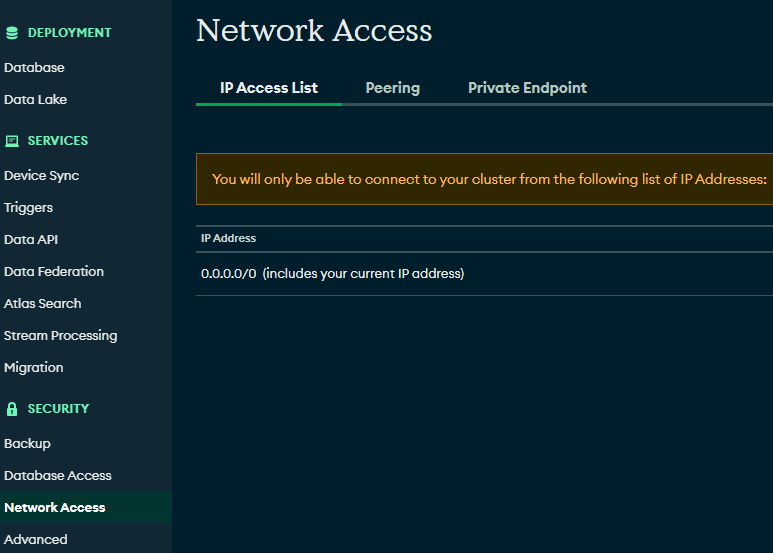 DEPLOYMENT
Database
Data Lake
SERVICES
Device Sync
Triggers
Data API
Data Federation
Atlas Search
Stream Processing
Migration
SECURITY
Backup
Database Access
Network Access
Advanced
Network Access
IP Access List
Peering
Private Endpoint
You will only be able to connect to your cluster from the following list of IP Addresses:
IP Address
0.0.0.0/0 (includes your current IP address)